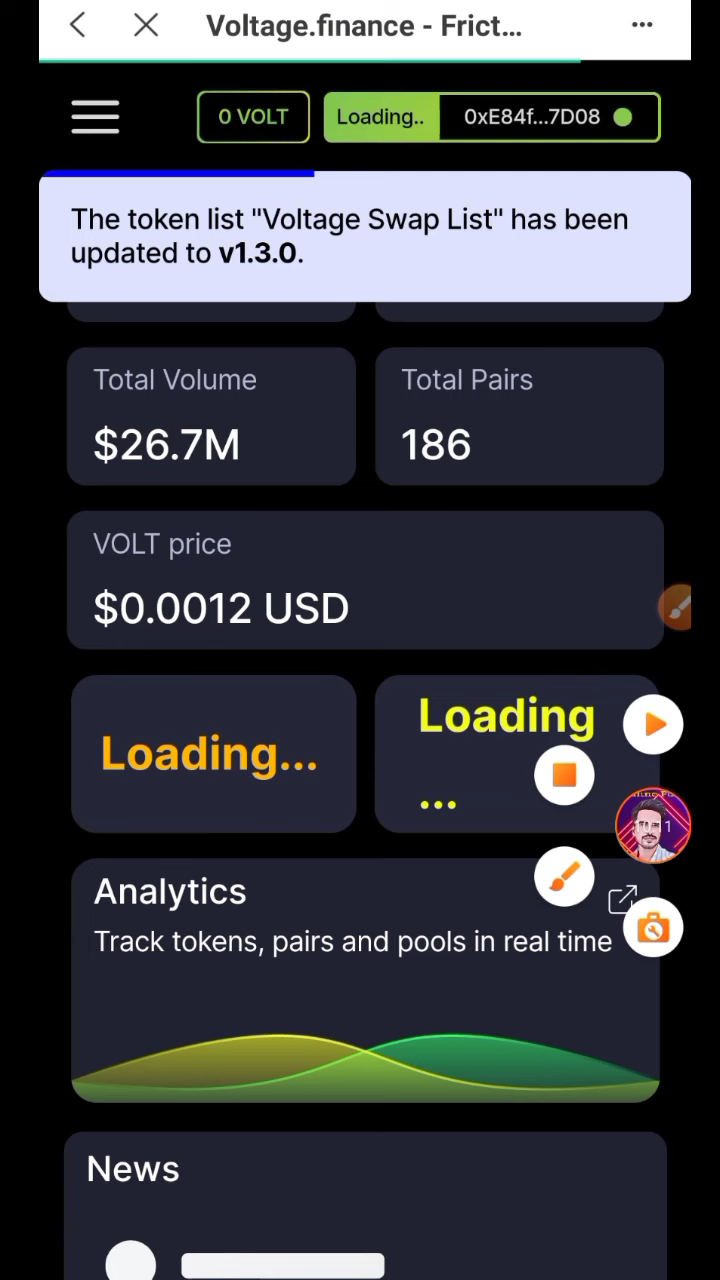 Voltage.finance - Frict...
0 VOLT
Loading..
0xE84f...7D08
The token list "Voltage Swap List" has been
updated to v1.3.0.
Total Volume
Total Pairs
$26.7M
186
VOLT price
$0.0012 USD
Loading...
Loading
...
Analytics
Track tokens, pairs and pools in real time
News